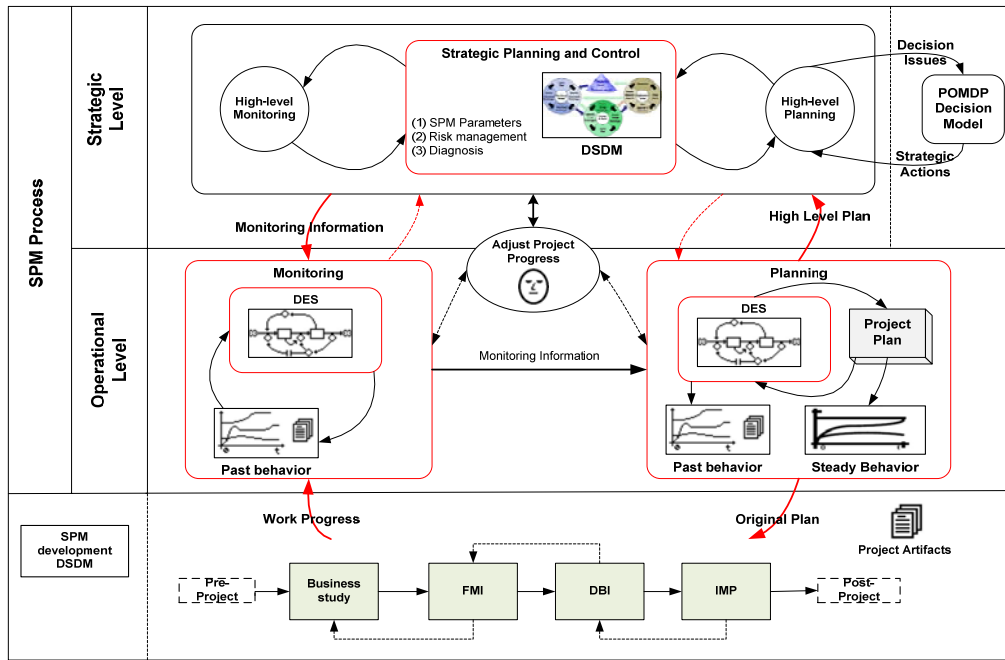 SPM Process
Strategic
Level
Strategic Planning and Control
High-level
Monitoring
(1) SPM Parameters
(2) Risk management
(3) Diagnosis
DSDM
High-level
Planning
Decision
Issues
POMDP
Decision
Model
Strategic
Actions
Monitoring Information
High Level Plan
Adjust Project
Progress
Operational
Level
Monitoring
DES
Past behavior
Monitoring Information
Planning
DES
Project
Plan
Past behavior
Steady Behavior
Work Progress
Original Plan
Project Artifacts
SPM
development
DSDM
Pre-
Project
Business
study
FMI
DBI
IMP
Post-
Project